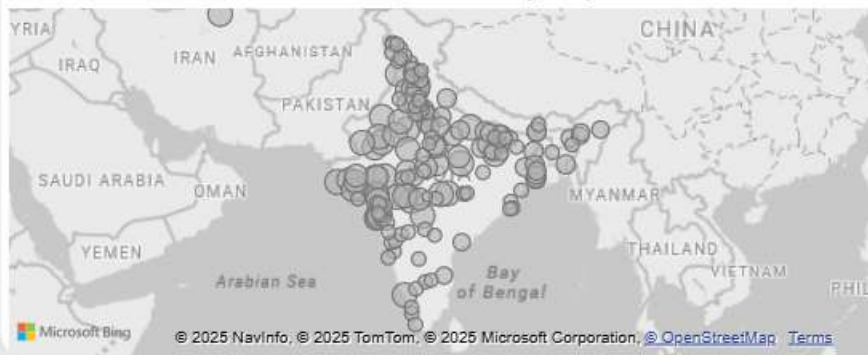 YRIA
IRAQ
IRAN
AFGHANISTAN
CHINA
PAKISTAN
SAUDI ARABIA
OMAN
MYANMAR
YEMEN
THAILAND
VIETNAM
Arabian Sea
Bay
of Bengal
PHIL
Microsoft Bing
© 2025 NavInfo, © 2025 TomTom, © 2025 Microsoft Corporation, © OpenStreetMap Terms